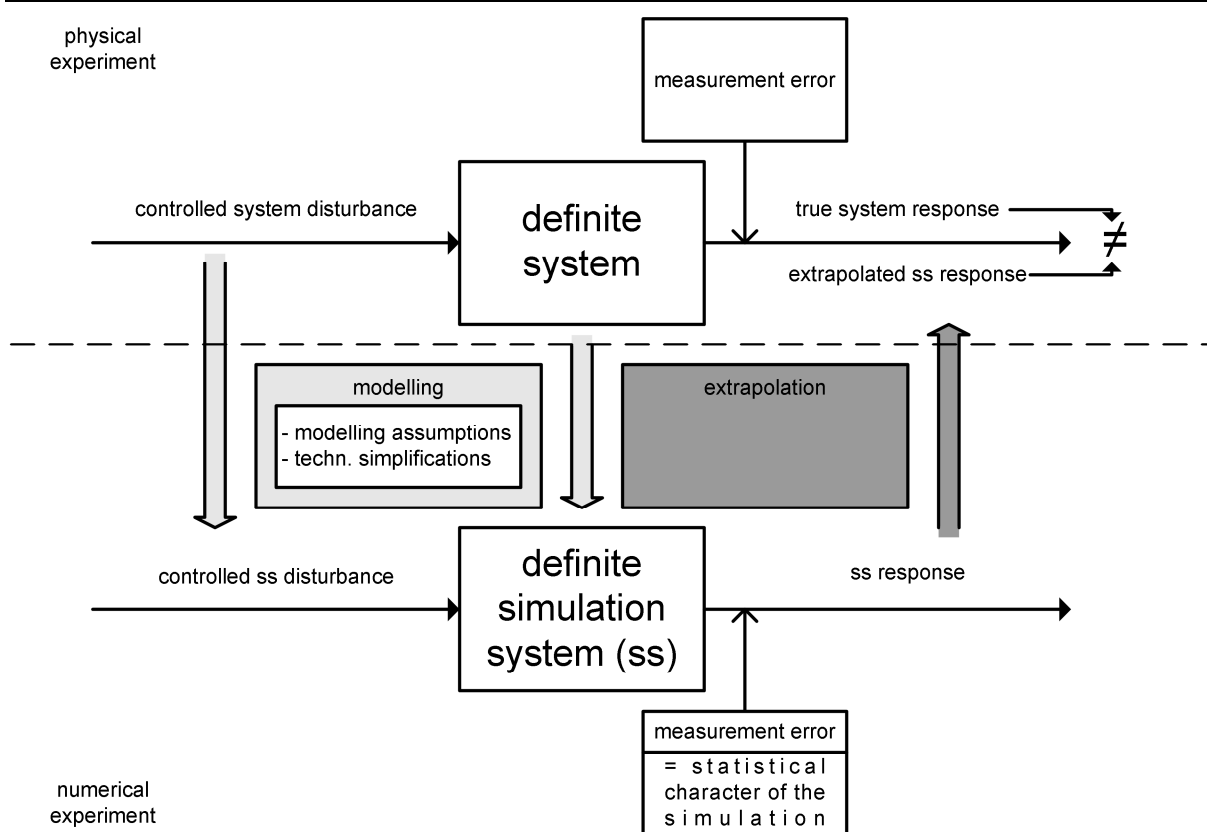 physical
experiment
measurement error
controlled system disturbance
definite
system
true system response
≠
extrapolated ss response
modelling
- modelling assumptions
- techn. simplifications
extrapolation
controlled ss disturbance
definite
simulation
system (ss)
ss response
measurement error
= statistical
character of the
simulation
numerical
experiment